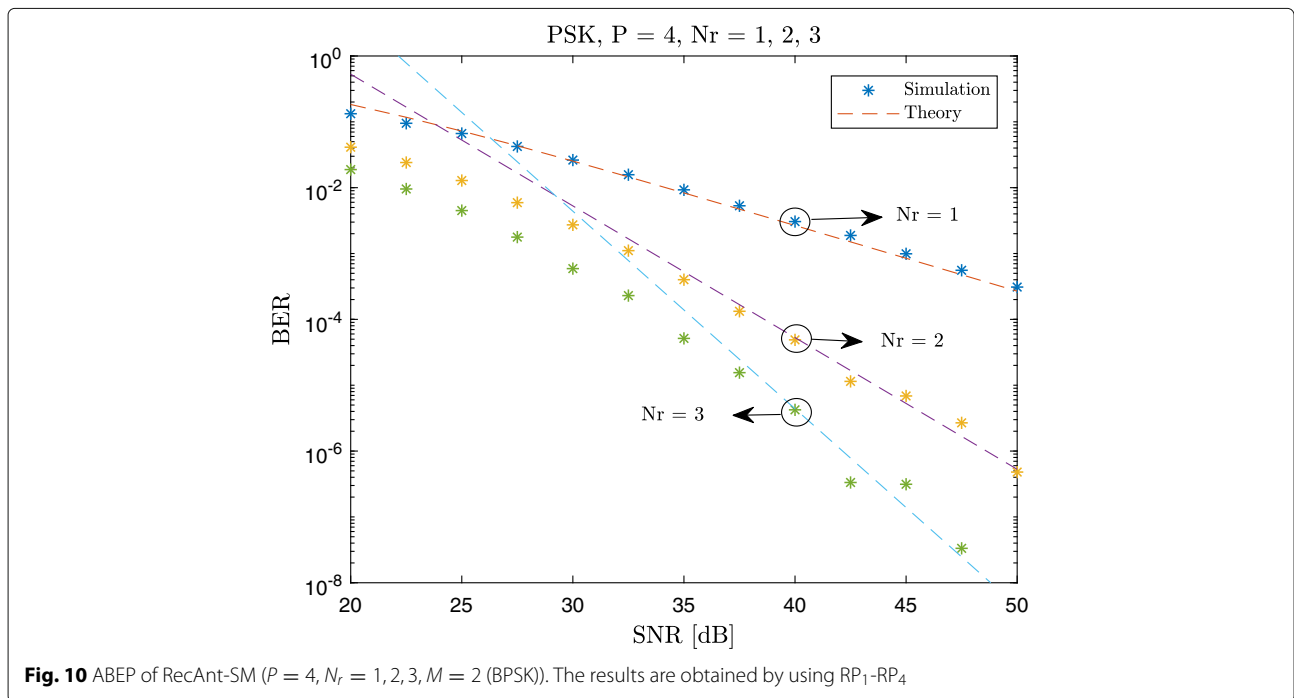 PSK, P = 4, Nr = 1, 2, 3
10^0
10^-2
10^-4
10^-6
10^-8
BER
Simulation
Theory
Nr = 1
Nr = 2
Nr = 3
20 25 30 35 40 45 50
SNR [dB]
Fig. 10 ABEP of RecAnt-SM (P = 4, N_r = 1, 2, 3, M = 2 (BPSK)). The results are obtained by using RP_1-RP_4